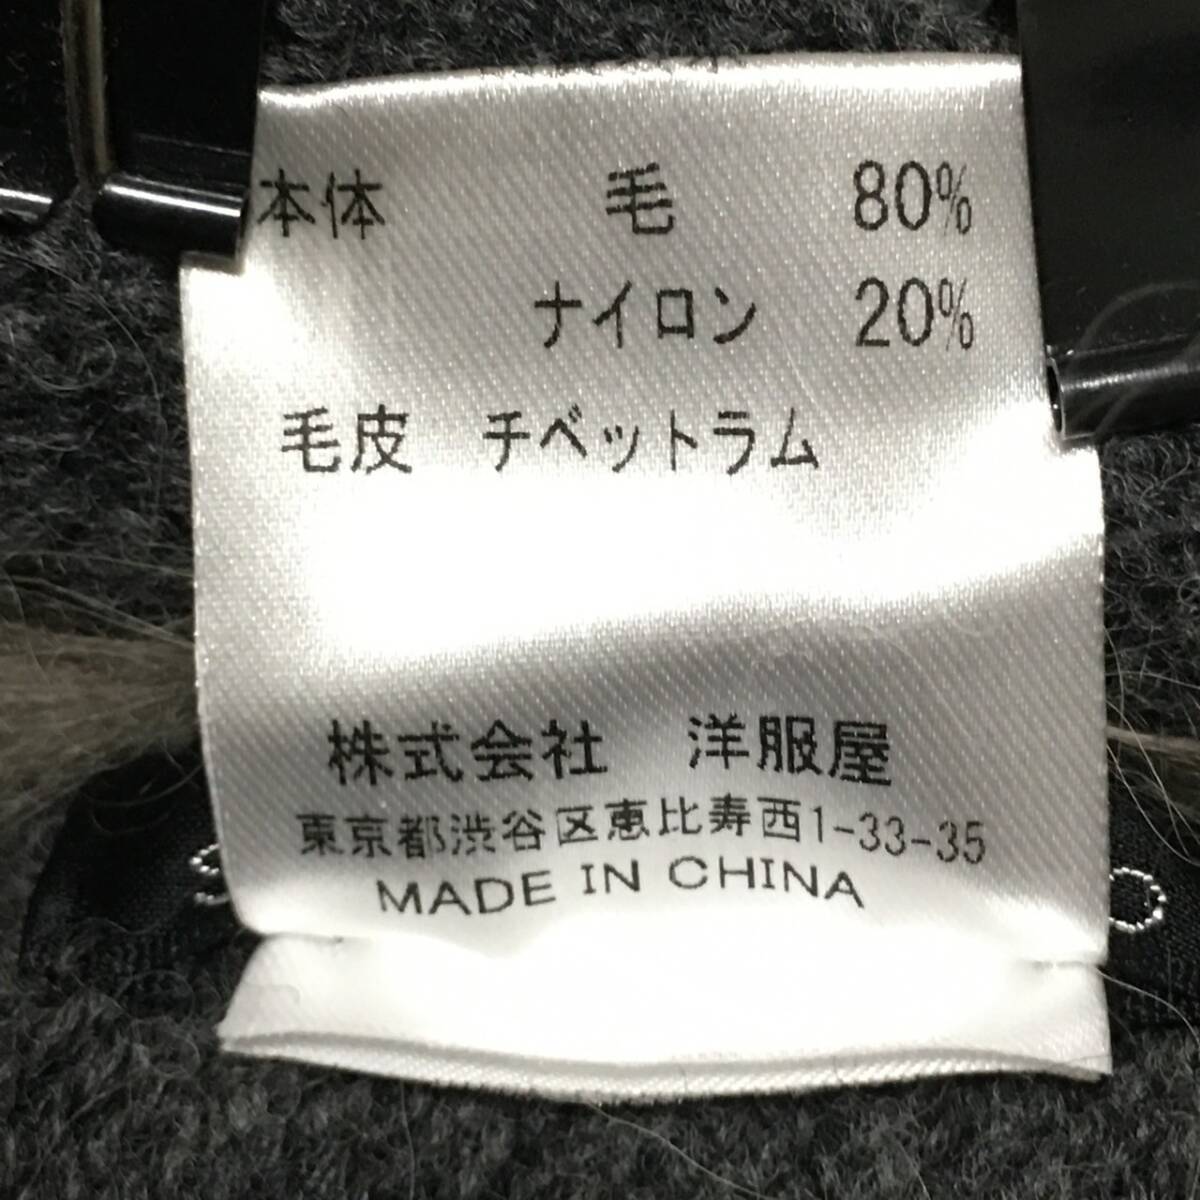 本体 毛 80%
ナイロン 20%
毛皮 チベットラム
株式会社 洋服屋
東京都渋谷区恵比寿西1-33-35
MADE IN CHINA